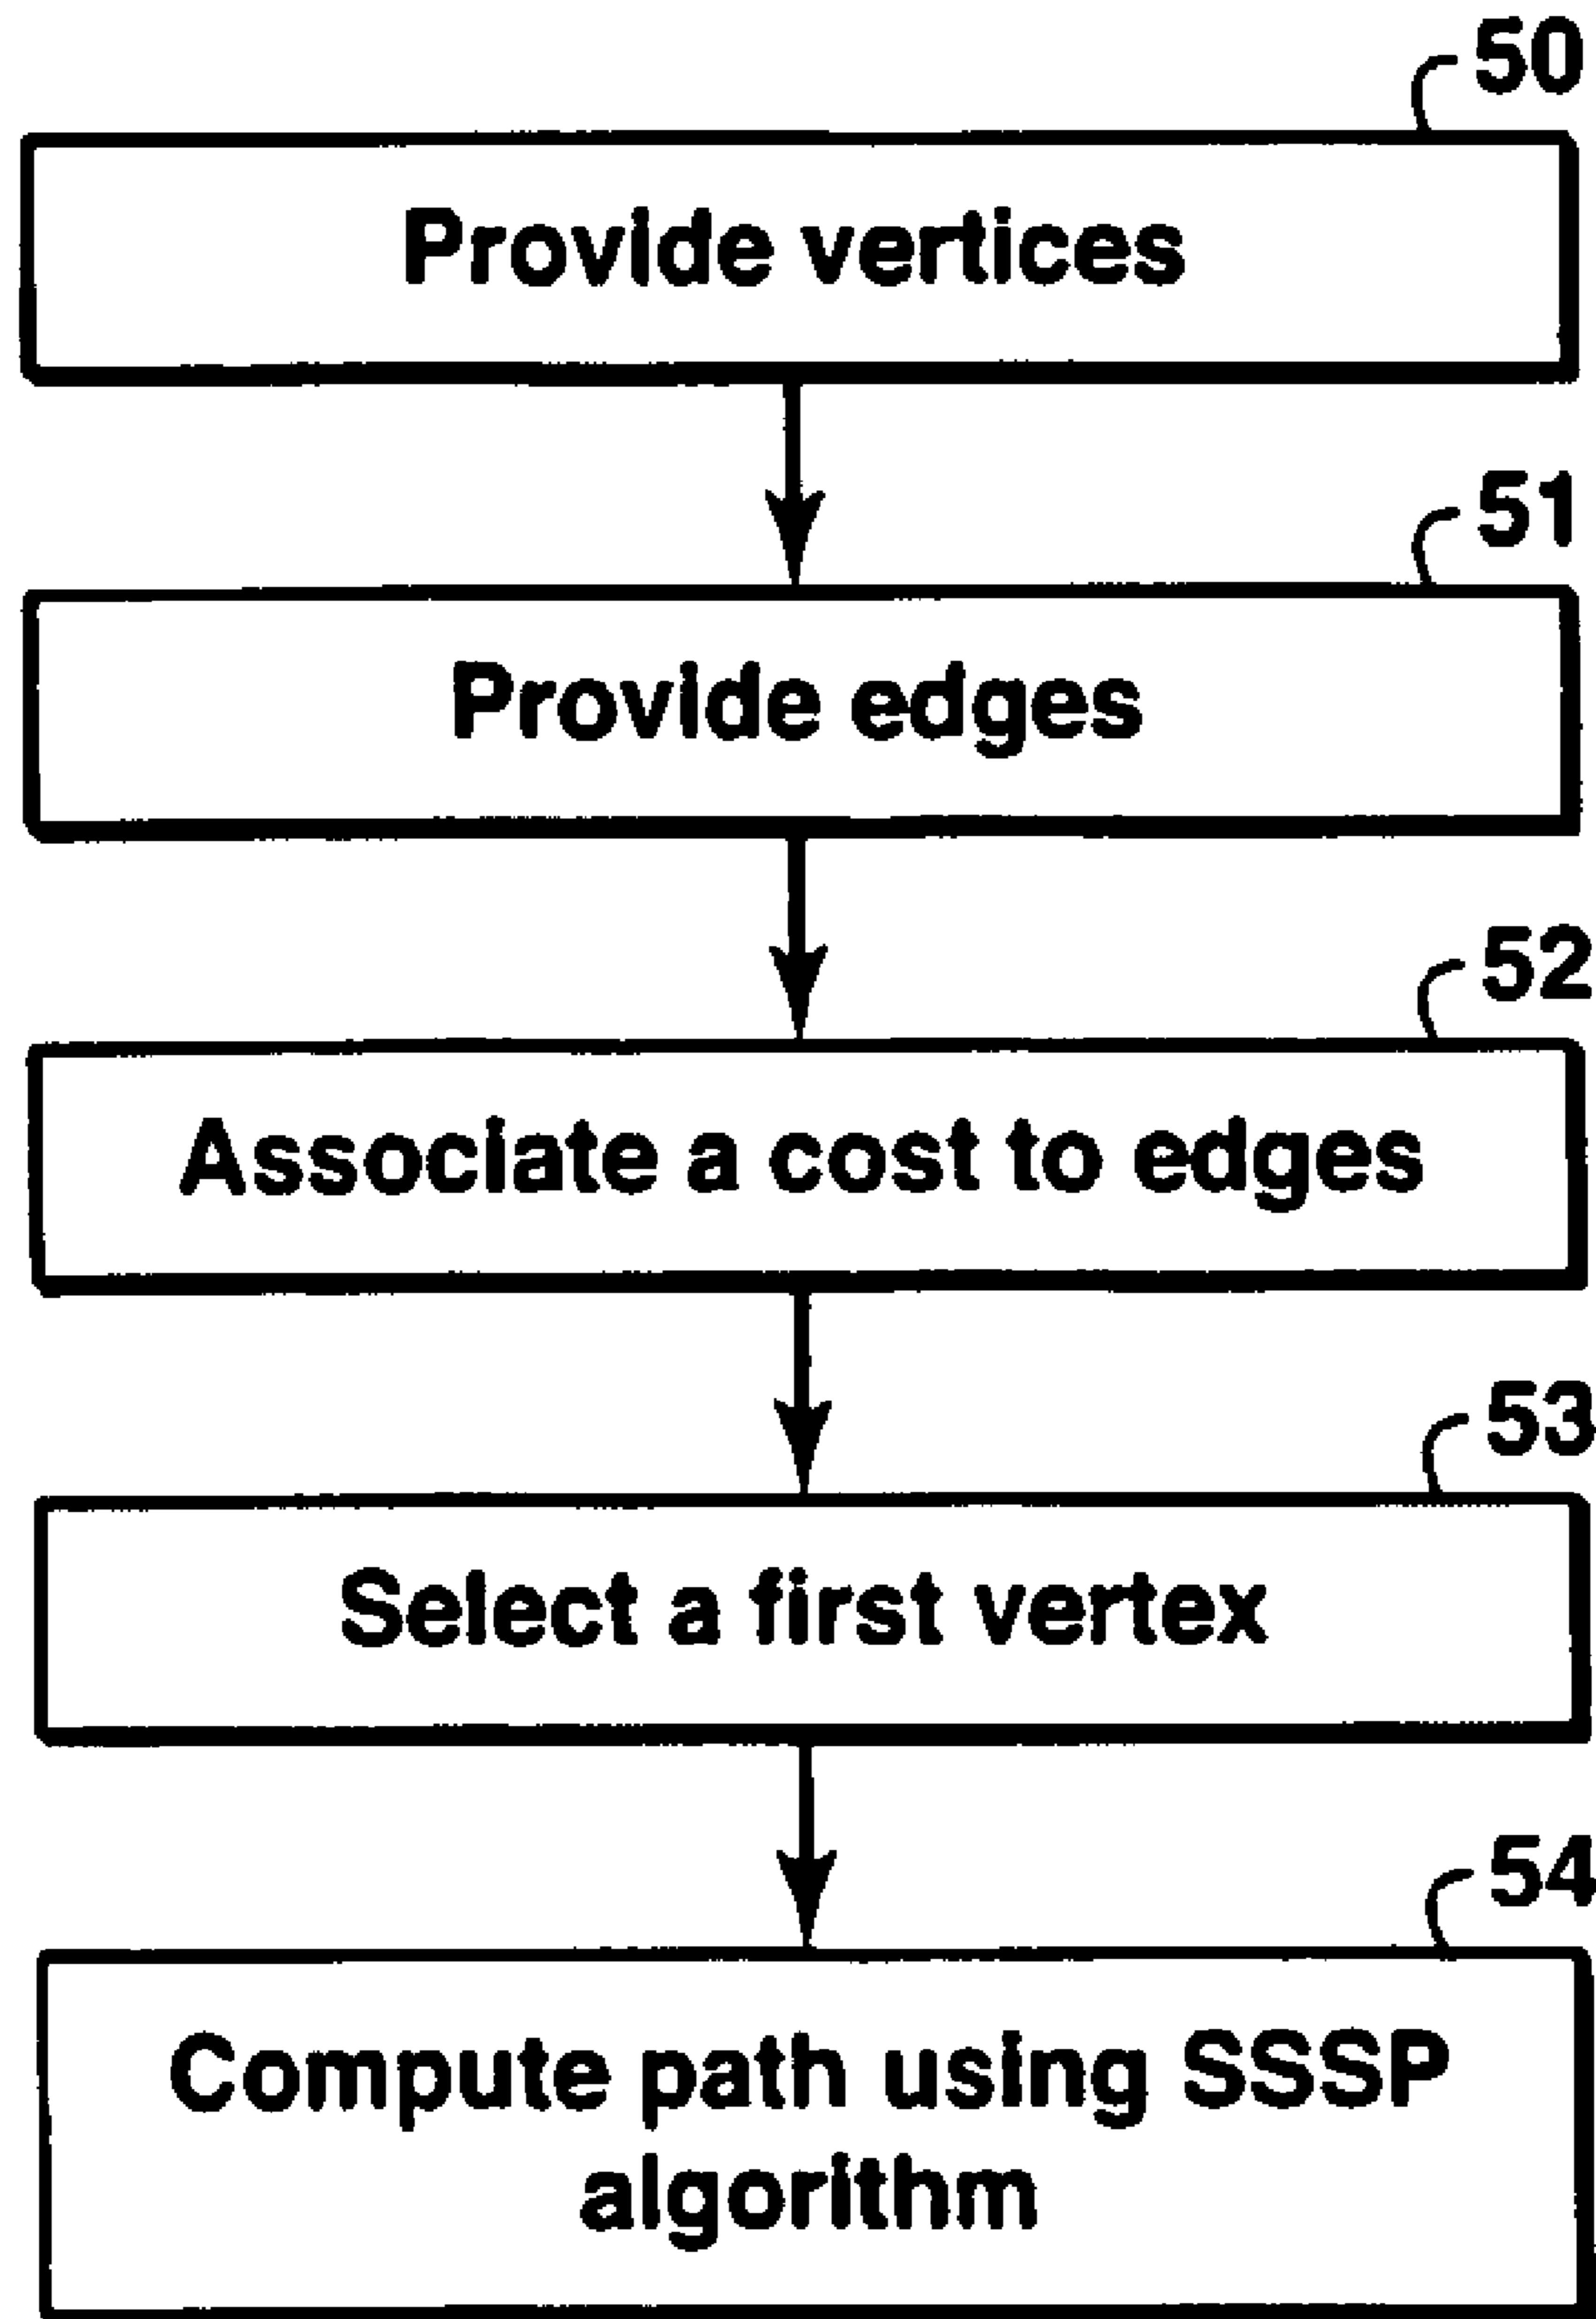 50
Provide vertices
51
Provide edges
52
Associate a cost to edges
53
Select a first vertex
54
Compute path using SSSP
algorithm